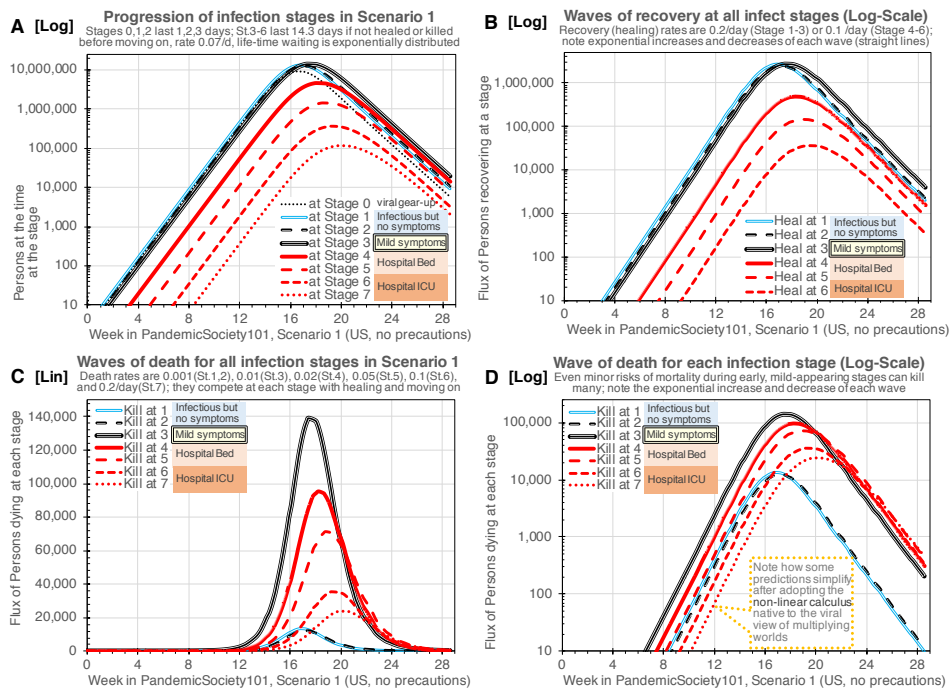 A [Log] Progression of infection stages in Scenario 1
Stages 0,1,2 last 1,2,3 days; St.3-6 last 14.3 days if not healed or killed
before moving on, rate 0.07/d, life-time waiting is exponentially distributed
Persons at the time
at the stage
10,000,000
1,000,000
100,000
10,000
1,000
100
10
at Stage 0 viral gear-up
at Stage 1
at Stage 2
at Stage 3
at Stage 4
at Stage 5
at Stage 6
at Stage 7
Infectious but
no symptoms
Mild symptoms
Hospital Bed
Hospital ICU
0 4 8 12 16 20 24 28
Week in PandemicSociety101, Scenario 1 (US, no precautions)
B [Log] Waves of recovery at all infect stages (Log-Scale)
Recovery (healing) rates are 0.2/day (Stage 1-3) or 0.1 /day (Stage 4-6);
note exponential increases and decreases of each wave (straight lines)
Flux of Persons recovering at a stage
1,000,000
100,000
10,000
1,000
100
10
Heal at 1
Heal at 2
Heal at 3
Heal at 4
Heal at 5
Heal at 6
Infectious but
no symptoms
Mild symptoms
Hospital Bed
Hospital ICU
0 4 8 12 16 20 24 28
Week in PandemicSociety101, Scenario 1 (US, no precautions)
C [Lin] Waves of death for all infection stages in Scenario 1
Death rates are 0.001(St.1,2), 0.01(St.3), 0.02(St.4), 0.05(St.5), 0.1(St.6),
and 0.2/day(St.7); they compete at each stage with healing and moving on
Flux of Persons dying at each stage
140,000
120,000
100,000
80,000
60,000
40,000
20,000
0
Kill at 1
Kill at 2
Kill at 3
Kill at 4
Kill at 5
Kill at 6
Kill at 7
Infectious but
no symptoms
Mild symptoms
Hospital Bed
Hospital ICU
0 4 8 12 16 20 24 28
Week in PandemicSociety101, Scenario 1 (US, no precautions)
D [Log] Wave of death for each infection stage (Log-Scale)
Even minor risks of mortality during early, mild-appearing stages can kill
many; note the exponential increase and decrease of each wave
Flux of Persons dying at each stage
100,000
10,000
1,000
100
10
Kill at 1
Kill at 2
Kill at 3
Kill at 4
Kill at 5
Kill at 6
Kill at 7
Infectious but
no symptoms
Mild symptoms
Hospital Bed
Hospital ICU
Note how some
predictions simplify
after adopting the
non-linear calculus
native to the viral
view of multiplying
worlds
0 4 8 12 16 20 24 28
Week in PandemicSociety101, Scenario 1 (US, no precautions)